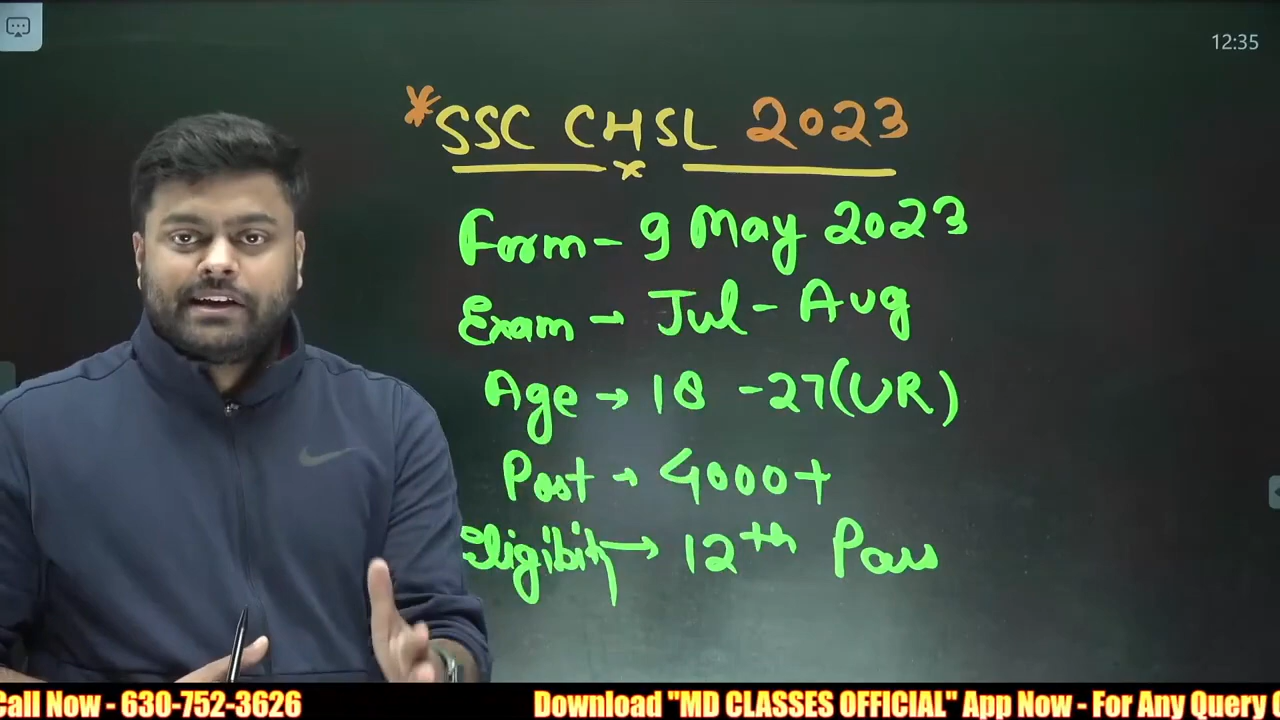 12:35
*SSC CHSL 2023
Form - 9 May 2023
Exam → Jul - Aug
Age → 18 - 27 (UR)
Post → 4000+
Eligibity → 12th Pass
Call Now - 630-752-3626 Download "MD CLASSES OFFICIAL" App Now - For Any Query